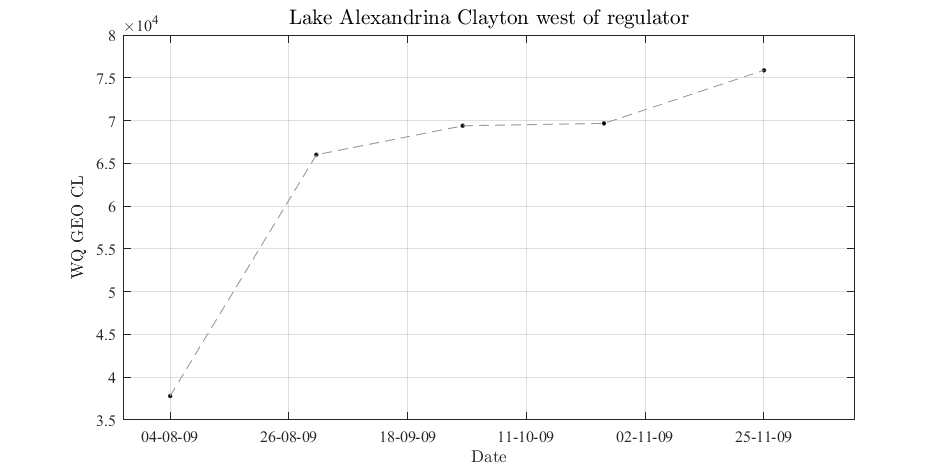 Lake Alexandrina Clayton west of regulator
×10⁴
8
7.5
7
6.5
6
5.5
5
4.5
4
3.5
WQ GEO CL
04-08-09 26-08-09 18-09-09 11-10-09 02-11-09 25-11-09
Date